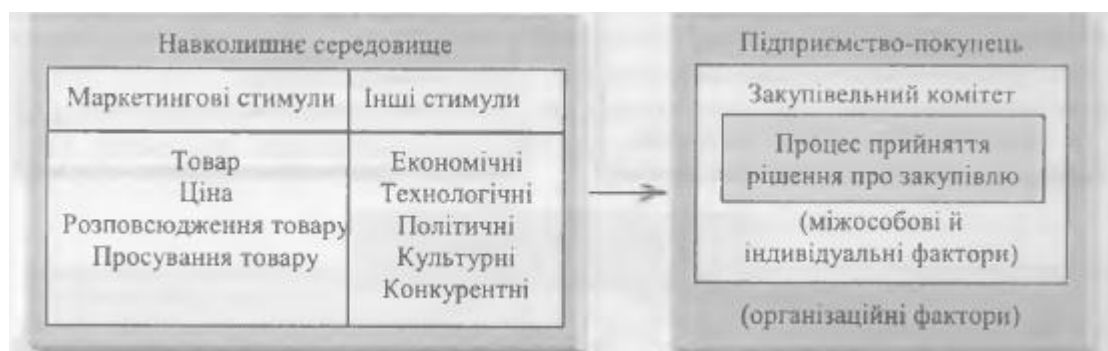 Навколишнє середовище
Маркетингові стимули
Товар
Ціна
Розповсюдження товару
Просування товару
Інші стимули
Економічні
Технологічні
Політичні
Культурні
Конкурентні
Підприємство-покупець
Закупівельний комітет
Процес прийняття
рішення про закупівлю
(міжособові й
індивідуальні фактори)
(організаційні фактори)